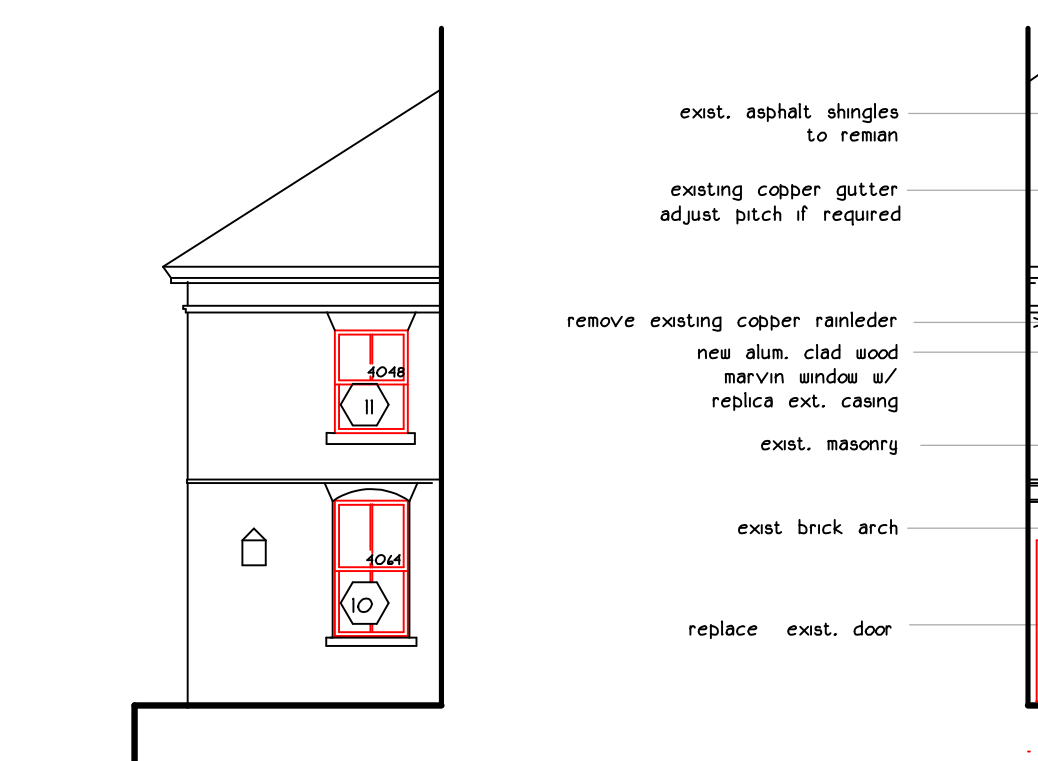 exist. asphalt shingles
to remian
existing copper gutter
adjust pitch if required
remove existing copper rainleder
new alum. clad wood
marvin window w/
replica ext. casing
4048
11
exist. masonry
exist brick arch
4064
10
replace exist. door